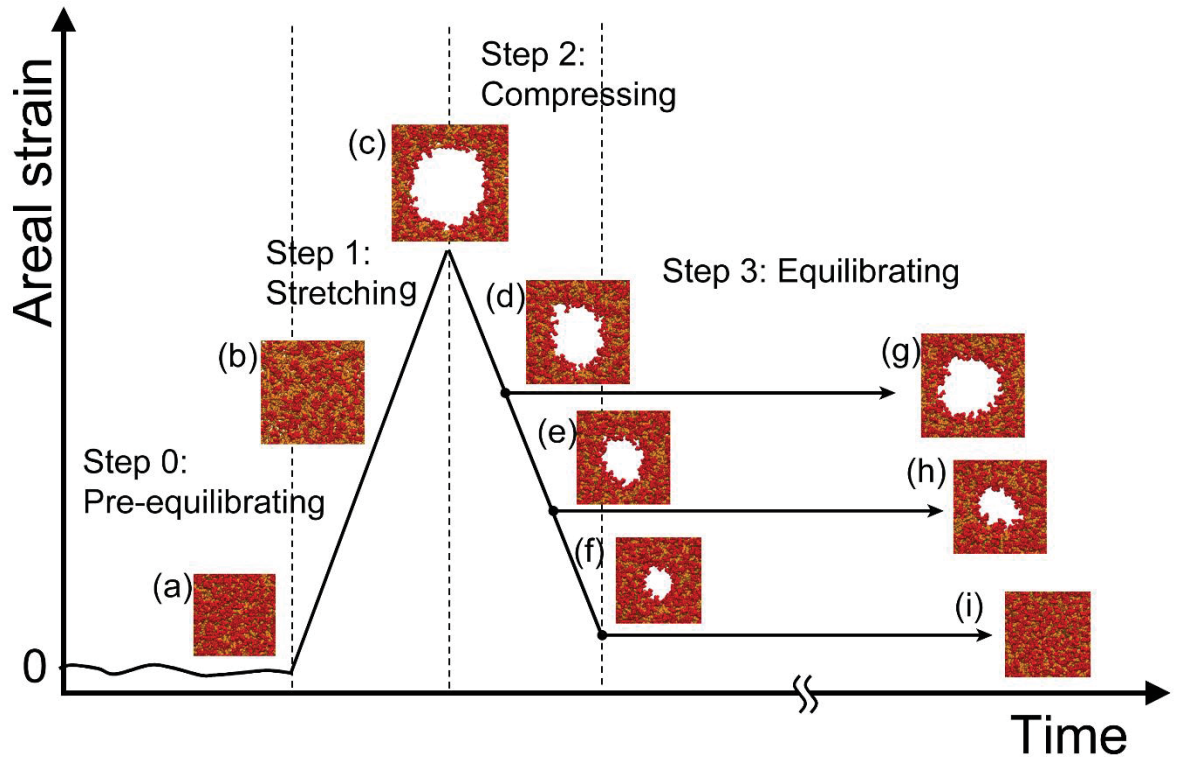 Areal strain
Step 2:
Compressing
(c)
Step 1:
Stretching
Step 3: Equilibrating
(d)
(b)
(g)
(e)
Step 0:
Pre-equilibrating
(h)
(f)
(a)
(i)
0
Time